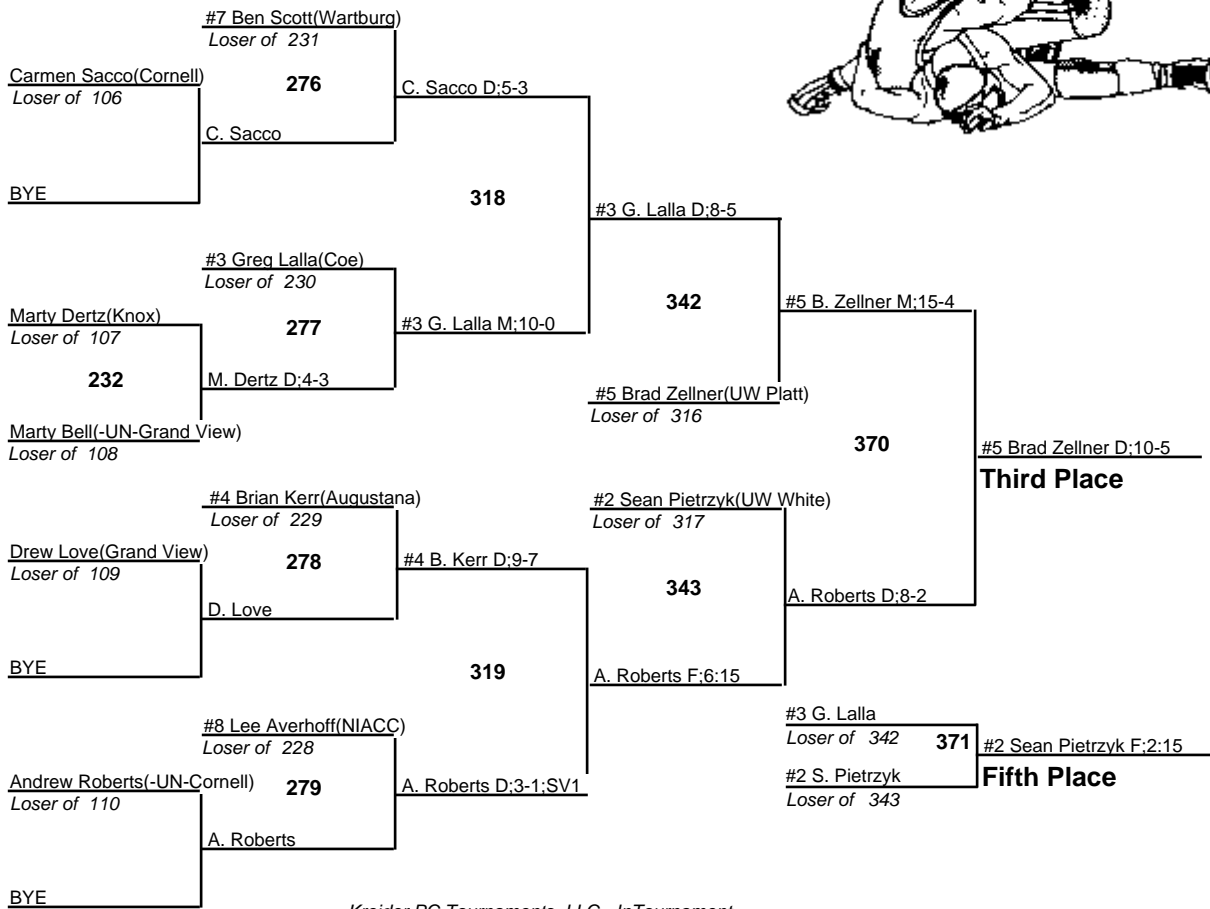 #7 Ben Scott(Wartburg)
Loser of 231
Carmen Sacco(Cornell)
Loser of 106
276
C. Sacco D;5-3
C. Sacco
BYE
318
#3 G. Lalla D;8-5
#3 Greg Lalla(Coe)
Loser of 230
Marty Dertz(Knox)
Loser of 107
277
#3 G. Lalla M;10-0
342
#5 B. Zellner M;15-4
232
M. Dertz D;4-3
#5 Brad Zellner(UW Platt)
Loser of 316
Marty Bell(-UN-Grand View)
Loser of 108
370
#5 Brad Zellner D;10-5
Third Place
#4 Brian Kerr(Augustana)
Loser of 229
#2 Sean Pietrzyk(UW White)
Loser of 317
Drew Love(Grand View)
Loser of 109
278
#4 B. Kerr D;9-7
343
A. Roberts D;8-2
D. Love
BYE
319
A. Roberts F;6:15
#8 Lee Averhoff(NIACC)
Loser of 228
#3 G. Lalla
Loser of 342
371
#2 Sean Pietrzyk F;2:15
Fifth Place
Andrew Roberts(-UN-Cornell)
Loser of 110
279
A. Roberts D;3-1;SV1
#2 S. Pietrzyk
Loser of 343
A. Roberts
BYE